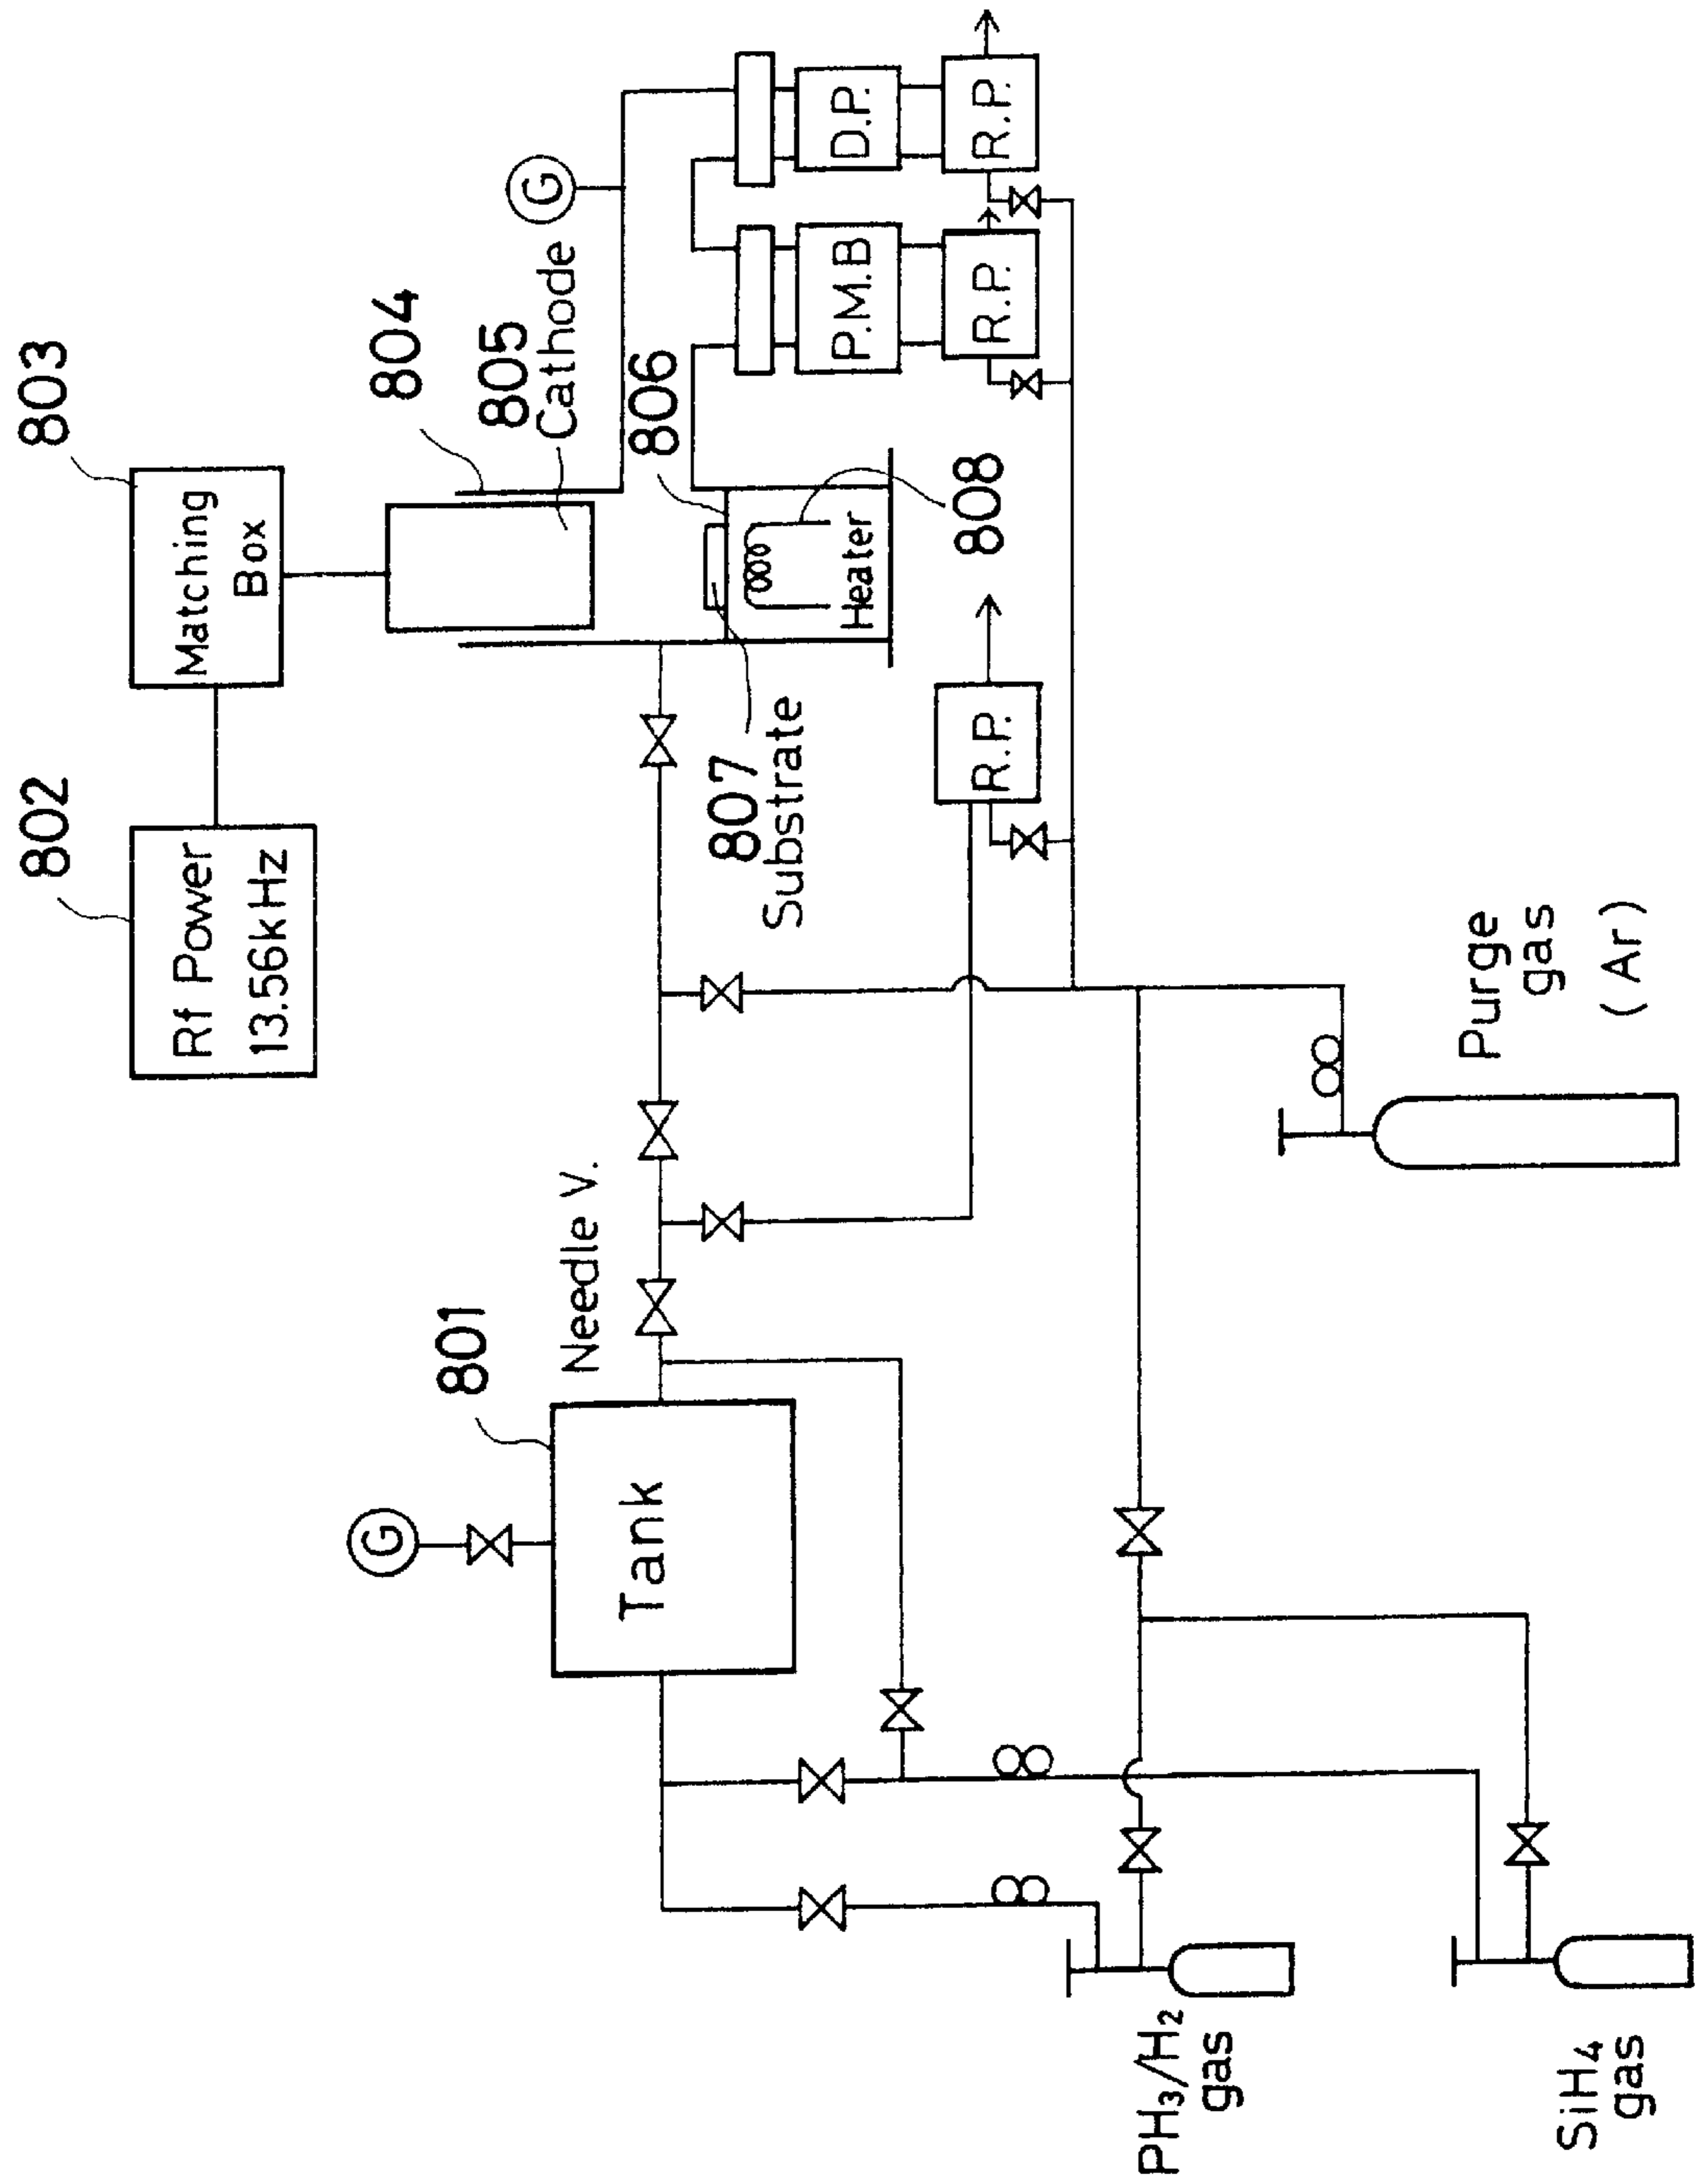 802
Rf Power
13.56kHz
803
Matching
Box
804
805
Cathode
G
806
807
Substrate
808
Heater
P.M.B
D.P.
R.P.
R.P.
R.P.
G
801
Tank
Needle V.
PH3/H2
gas
SiH4
gas
Purge
gas
(Ar)